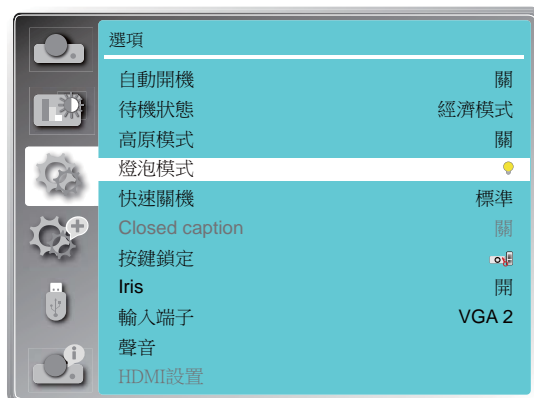 選項
自動開機 關
待機狀態 經濟模式
高原模式 關
燈泡模式
快速關機 標準
Closed caption 關
按鍵鎖定
Iris 開
輸入端子 VGA 2
聲音
HDMI設置